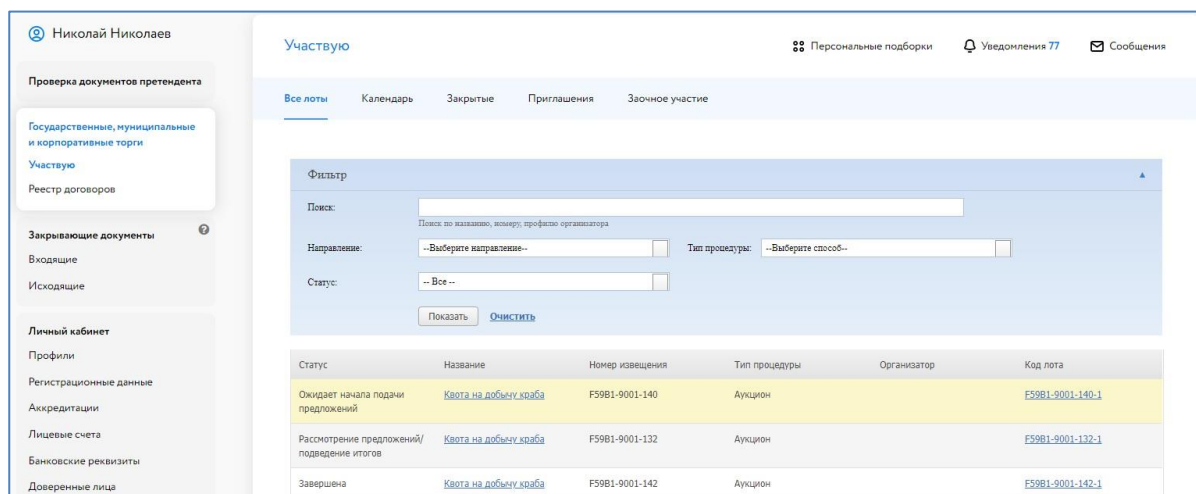 Николай Николаев
Проверка документов претендента
Государственные, муниципальные
и корпоративные торги
Участвую
Реестр договоров
Закрывающие документы
Входящие
Исходящие
Личный кабинет
Профили
Регистрационные данные
Аккредитации
Лицевые счета
Банковские реквизиты
Доверенные лица
Участвую
Персональные подборки
Уведомления 77
Сообщения
Все лоты Календарь Закрытые Приглашения Заочное участие
Фильтр
Поиск:
Поиск по названию, номеру, профилю организатора
Направление: --Выберите направление-- Тип процедуры: --Выберите способ--
Статус: -- Все --
Показать Очистить
Статус Название Номер извещения Тип процедуры Организатор Код лота
Ожидает начала подачи
предложений
Квота на добычу краба F59B1-9001-140 Аукцион F59B1-9001-140-1
Рассмотрение предложений/
подведение итогов
Квота на добычу краба F59B1-9001-132 Аукцион F59B1-9001-132-1
Завершена Квота на добычу краба F59B1-9001-142 Аукцион F59B1-9001-142-1